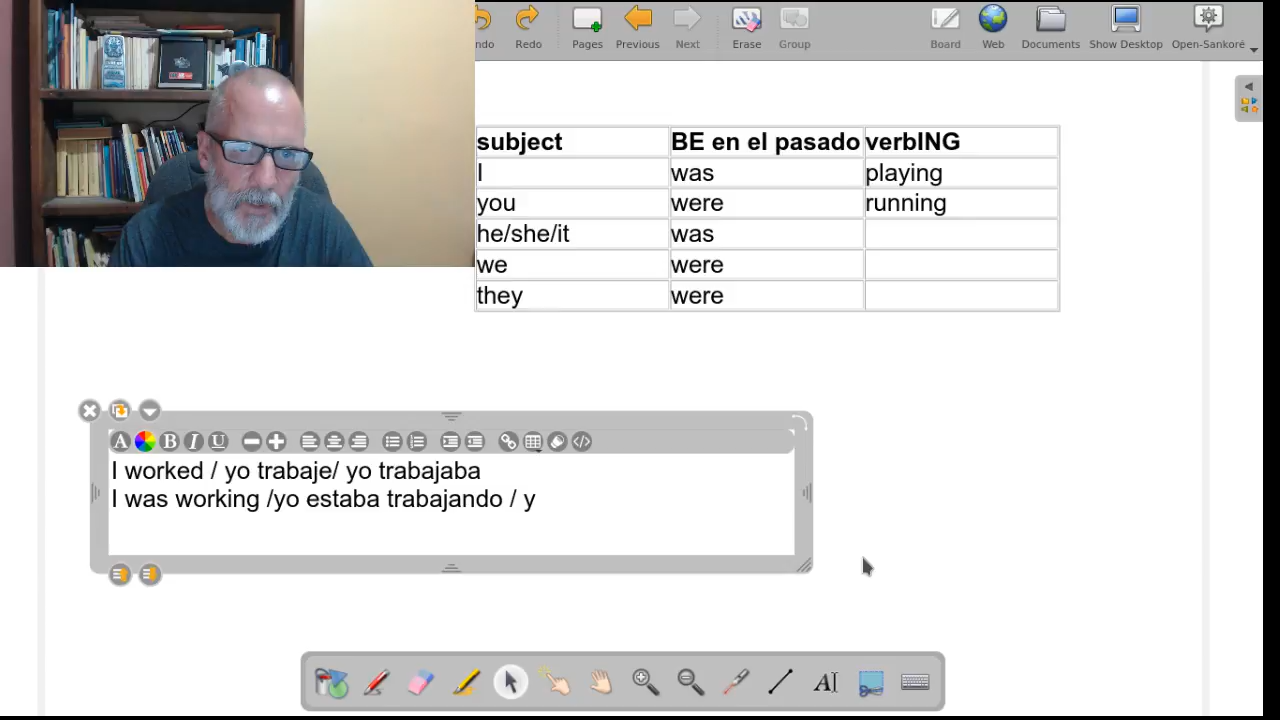 ndo Redo Pages Previous Next Erase Group Board Web Documents Show Desktop Open-Sankoré
subject BE en el pasado verbING
I was playing
you were running
he/she/it was
we were
they were
I worked / yo trabaje/ yo trabajaba
I was working /yo estaba trabajando / y